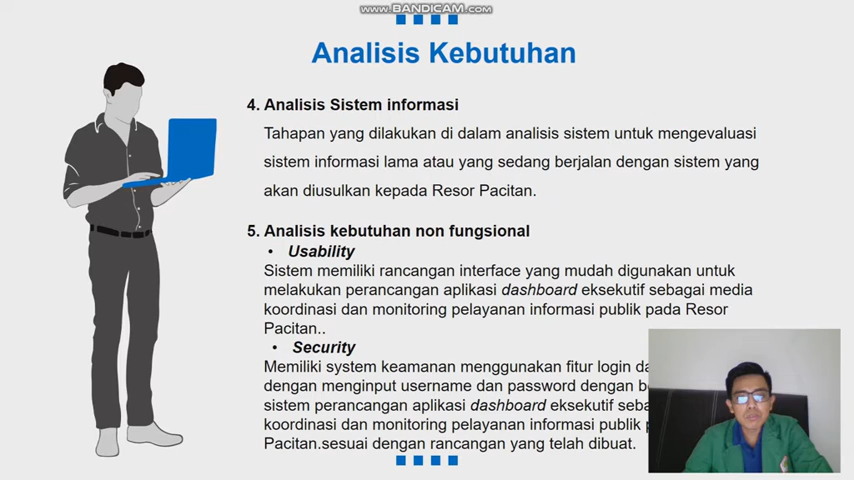 www.BANDICAM.com
Analisis Kebutuhan
4. Analisis Sistem informasi
Tahapan yang dilakukan di dalam analisis sistem untuk mengevaluasi
sistem informasi lama atau yang sedang berjalan dengan sistem yang
akan diusulkan kepada Resor Pacitan.
5. Analisis kebutuhan non fungsional
• Usability
Sistem memiliki rancangan interface yang mudah digunakan untuk
melakukan perancangan aplikasi dashboard eksekutif sebagai media
koordinasi dan monitoring pelayanan informasi publik pada Resor
Pacitan..
• Security
Memiliki system keamanan menggunakan fitur login
dengan menginput username dan password dengan
sistem perancangan aplikasi dashboard eksekutif
koordinasi dan monitoring pelayanan informasi publik
Pacitan.sesuai dengan rancangan yang telah dibuat.